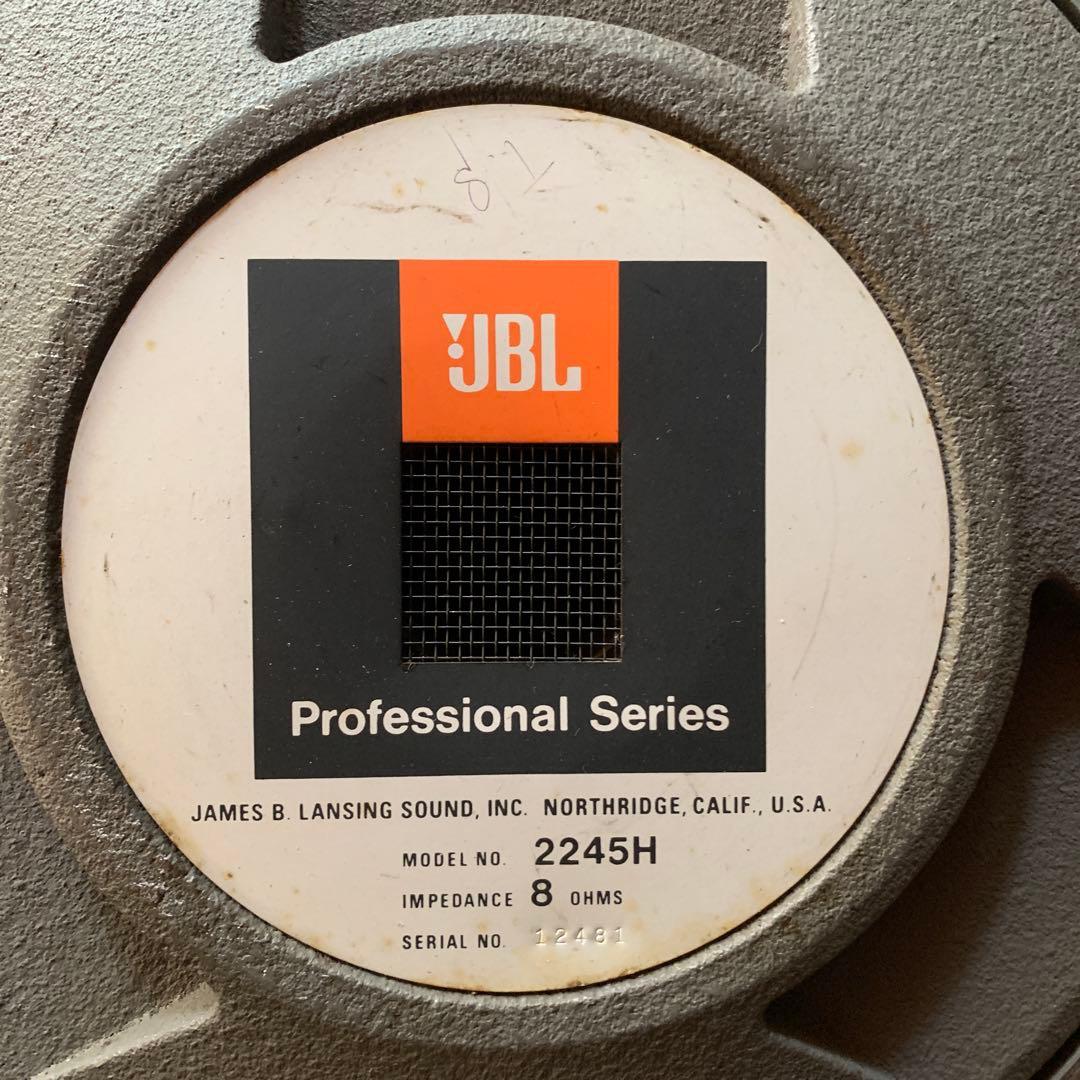 JBL
Professional Series
JAMES B. LANSING SOUND, INC. NORTHRIDGE, CALIF., U.S.A.
MODEL NO. 2245H
IMPEDANCE 8 OHMS
SERIAL NO. 12481